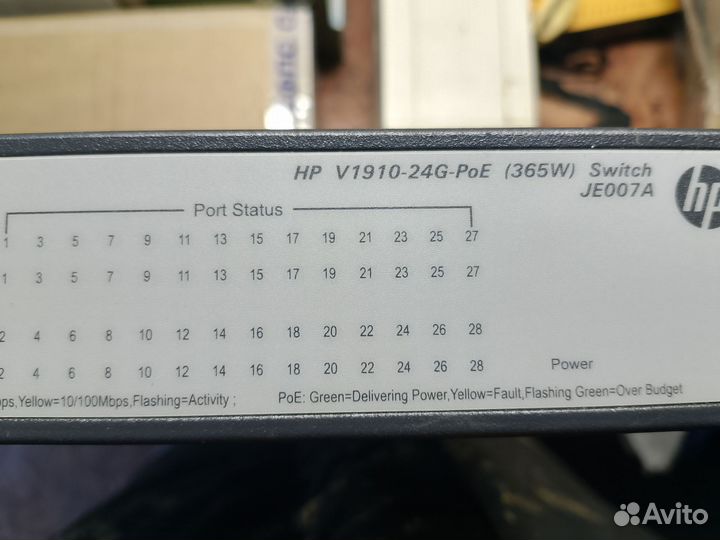 HP V1910-24G-PoE (365W) Switch
JE007A
hp
Port Status
1 3 5 7 9 11 13 15 17 19 21 23 25 27
1 3 5 7 9 11 13 15 17 19 21 23 25 27
2 4 6 8 10 12 14 16 18 20 22 24 26 28
2 4 6 8 10 12 14 16 18 20 22 24 26 28
Power
ops,Yellow=10/100Mbps,Flashing=Activity ; PoE: Green=Delivering Power,Yellow=Fault,Flashing Green=Over Budget
Avito